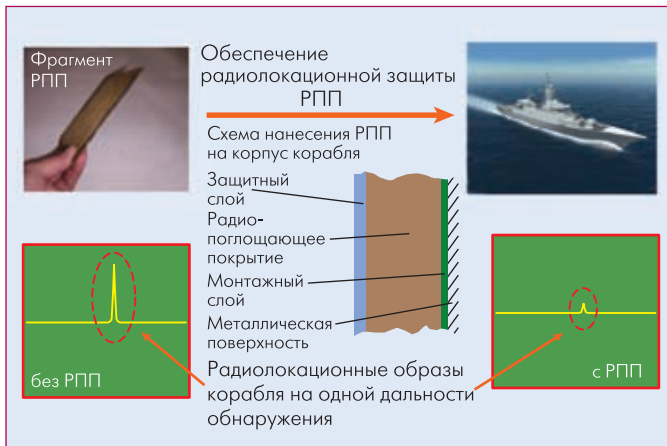 Фрагмент
РПП
Обеспечение
радиолокационной защиты
РПП
Схема нанесения РПП
на корпус корабля
Защитный
слой
Радио-
поглощающее
покрытие
Монтажный
слой
Металлическая
поверхность
без РПП
с РПП
Радиолокационные образы
корабля на одной дальности
обнаружения